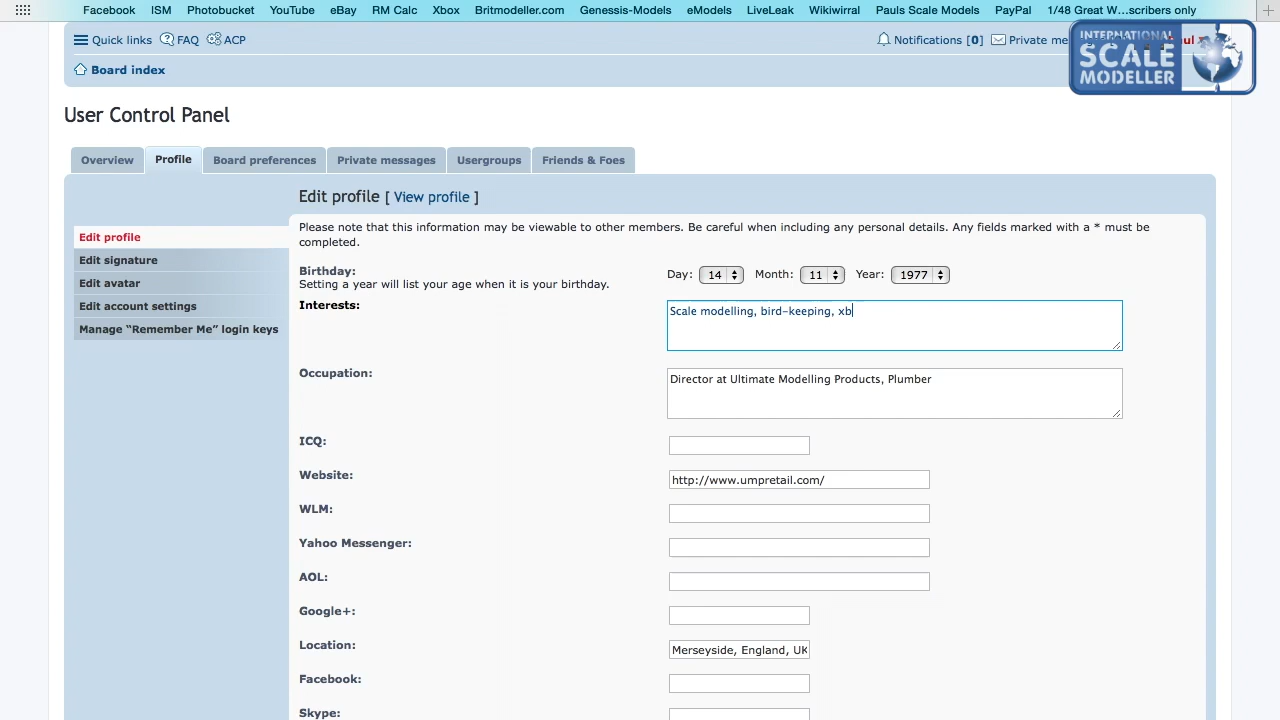 Facebook ISM Photobucket YouTube eBay RM Calc Xbox Britmodeller.com Genessis-Models eModels LiveLeak Wikiwirral Pauls Scale Models PayPal 1/48 Great W...scribers only
Quick links FAQ ACP Notifications [0] Private me
INTERNATIONAL
SCALE
MODELLER
Board index
User Control Panel
Overview Profile Board preferences Private messages Usergroups Friends & Foes
Edit profile [ View profile ]
Please note that this information may be viewable to other members. Be careful when including any personal details. Any fields marked with a * must be
completed.
Edit profile
Edit signature
Edit avatar
Edit account settings
Manage “Remember Me” login keys
Birthday: Day: 14 Month: 11 Year: 1977
Setting a year will list your age when it is your birthday.
Interests: Scale modelling, bird-keeping, xb
Occupation: Director at Ultimate Modelling Products, Plumber
ICQ:
Website: http://www.umpretail.com/
WLM:
Yahoo Messenger:
AOL:
Google+:
Location: Merseyside, England, UK
Facebook:
Skype: